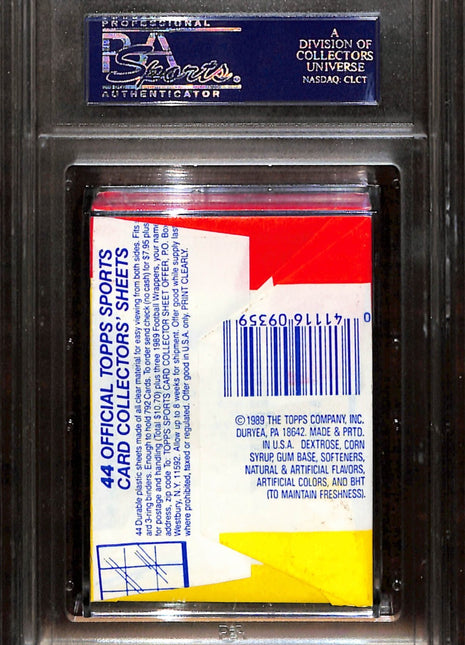 PROFESSIONAL
PSA
Sports
AUTHENTICATOR
A
DIVISION OF
COLLECTORS
UNIVERSE
NASDAQ: CLCT
44 OFFICIAL TOPPS SPORTS
CARD COLLECTORS' SHEETS
44 Durable plastic sheets made of all clear material for easy viewing from both sides. Fits
ard 3-ring binders. Enough to hold 792 Cards. To order send check (no cash) for $7.95 plus
for postage and handling (Total $10.70) plus three 1989 Football Wrappers, your name
address, zip code To: TOPPS SPORTS CARD COLLECTOR SHEET OFFER, P.O. Box
Westbury, N.Y. 11592. Allow up to 8 weeks for shipment. Offer good while supply las
where prohibited, taxed or regulated. Offer good in U.S.A. only. PRINT CLEARLY.
0 41116 09359
© 1989 THE TOPPS COMPANY, INC.
DURYEA, PA 18642. MADE & PRTD.
IN U.S.A. DEXTROSE, CORN
SYRUP, GUM BASE, SOFTENERS,
NATURAL & ARTIFICIAL FLAVORS,
ARTIFICIAL COLORS, AND BHT
(TO MAINTAIN FRESHNESS).